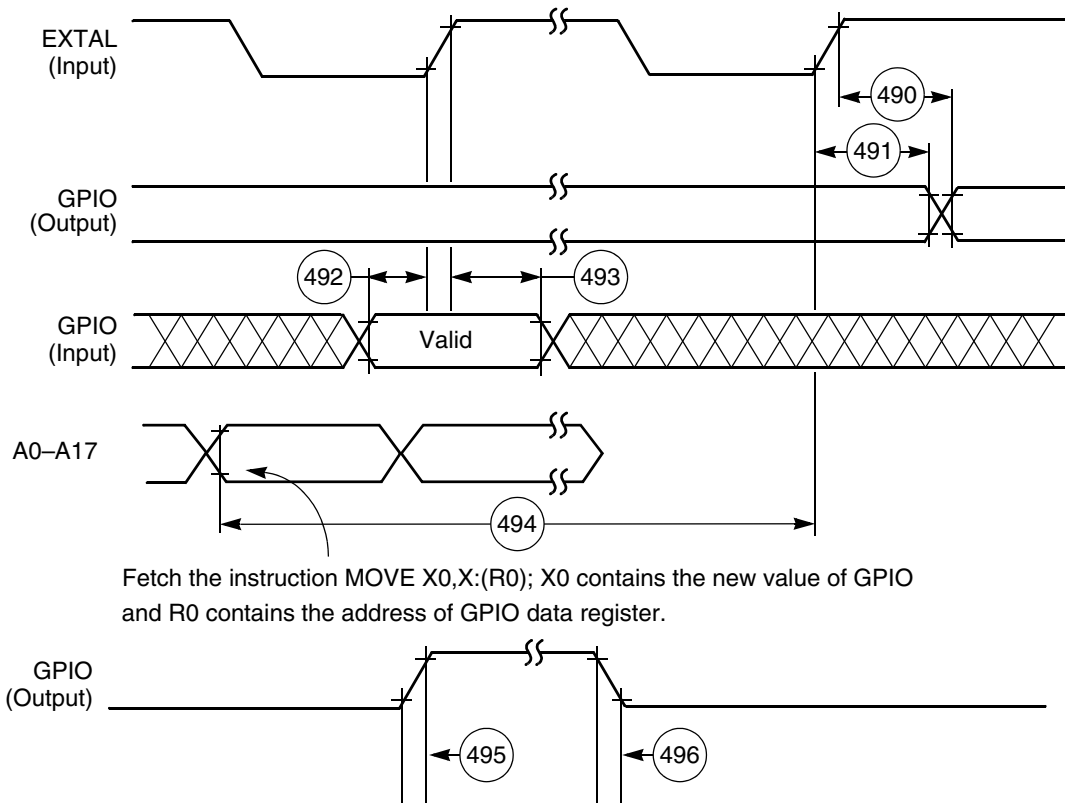 EXTAL
(Input)
490
491
GPIO
(Output)
492
493
GPIO
(Input)
Valid
A0–A17
494
Fetch the instruction MOVE X0,X:(R0); X0 contains the new value of GPIO
and R0 contains the address of GPIO data register.
GPIO
(Output)
495
496